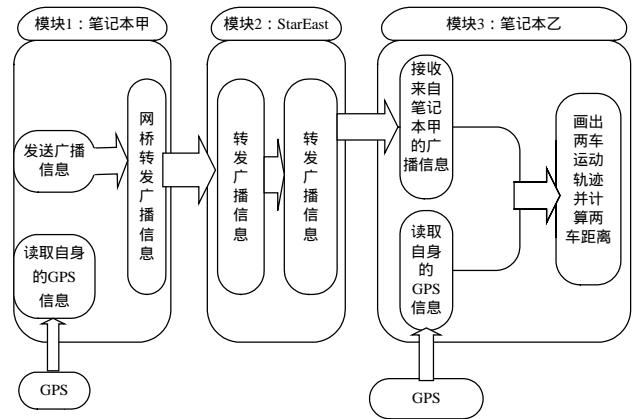 模块1：笔记本甲
发送广播
信息
读取自身
的GPS
信息
网
桥
转
发
广
播
信
息
GPS
模块2：StarEast
转
发
广
播
信
息
转
发
广
播
信
息
模块3：笔记本乙
接收
来自
笔记
本甲
的广
播信息
读取
自身
的
GPS
信息
画出
两车
运动
轨迹
并计
算两
车距离
GPS